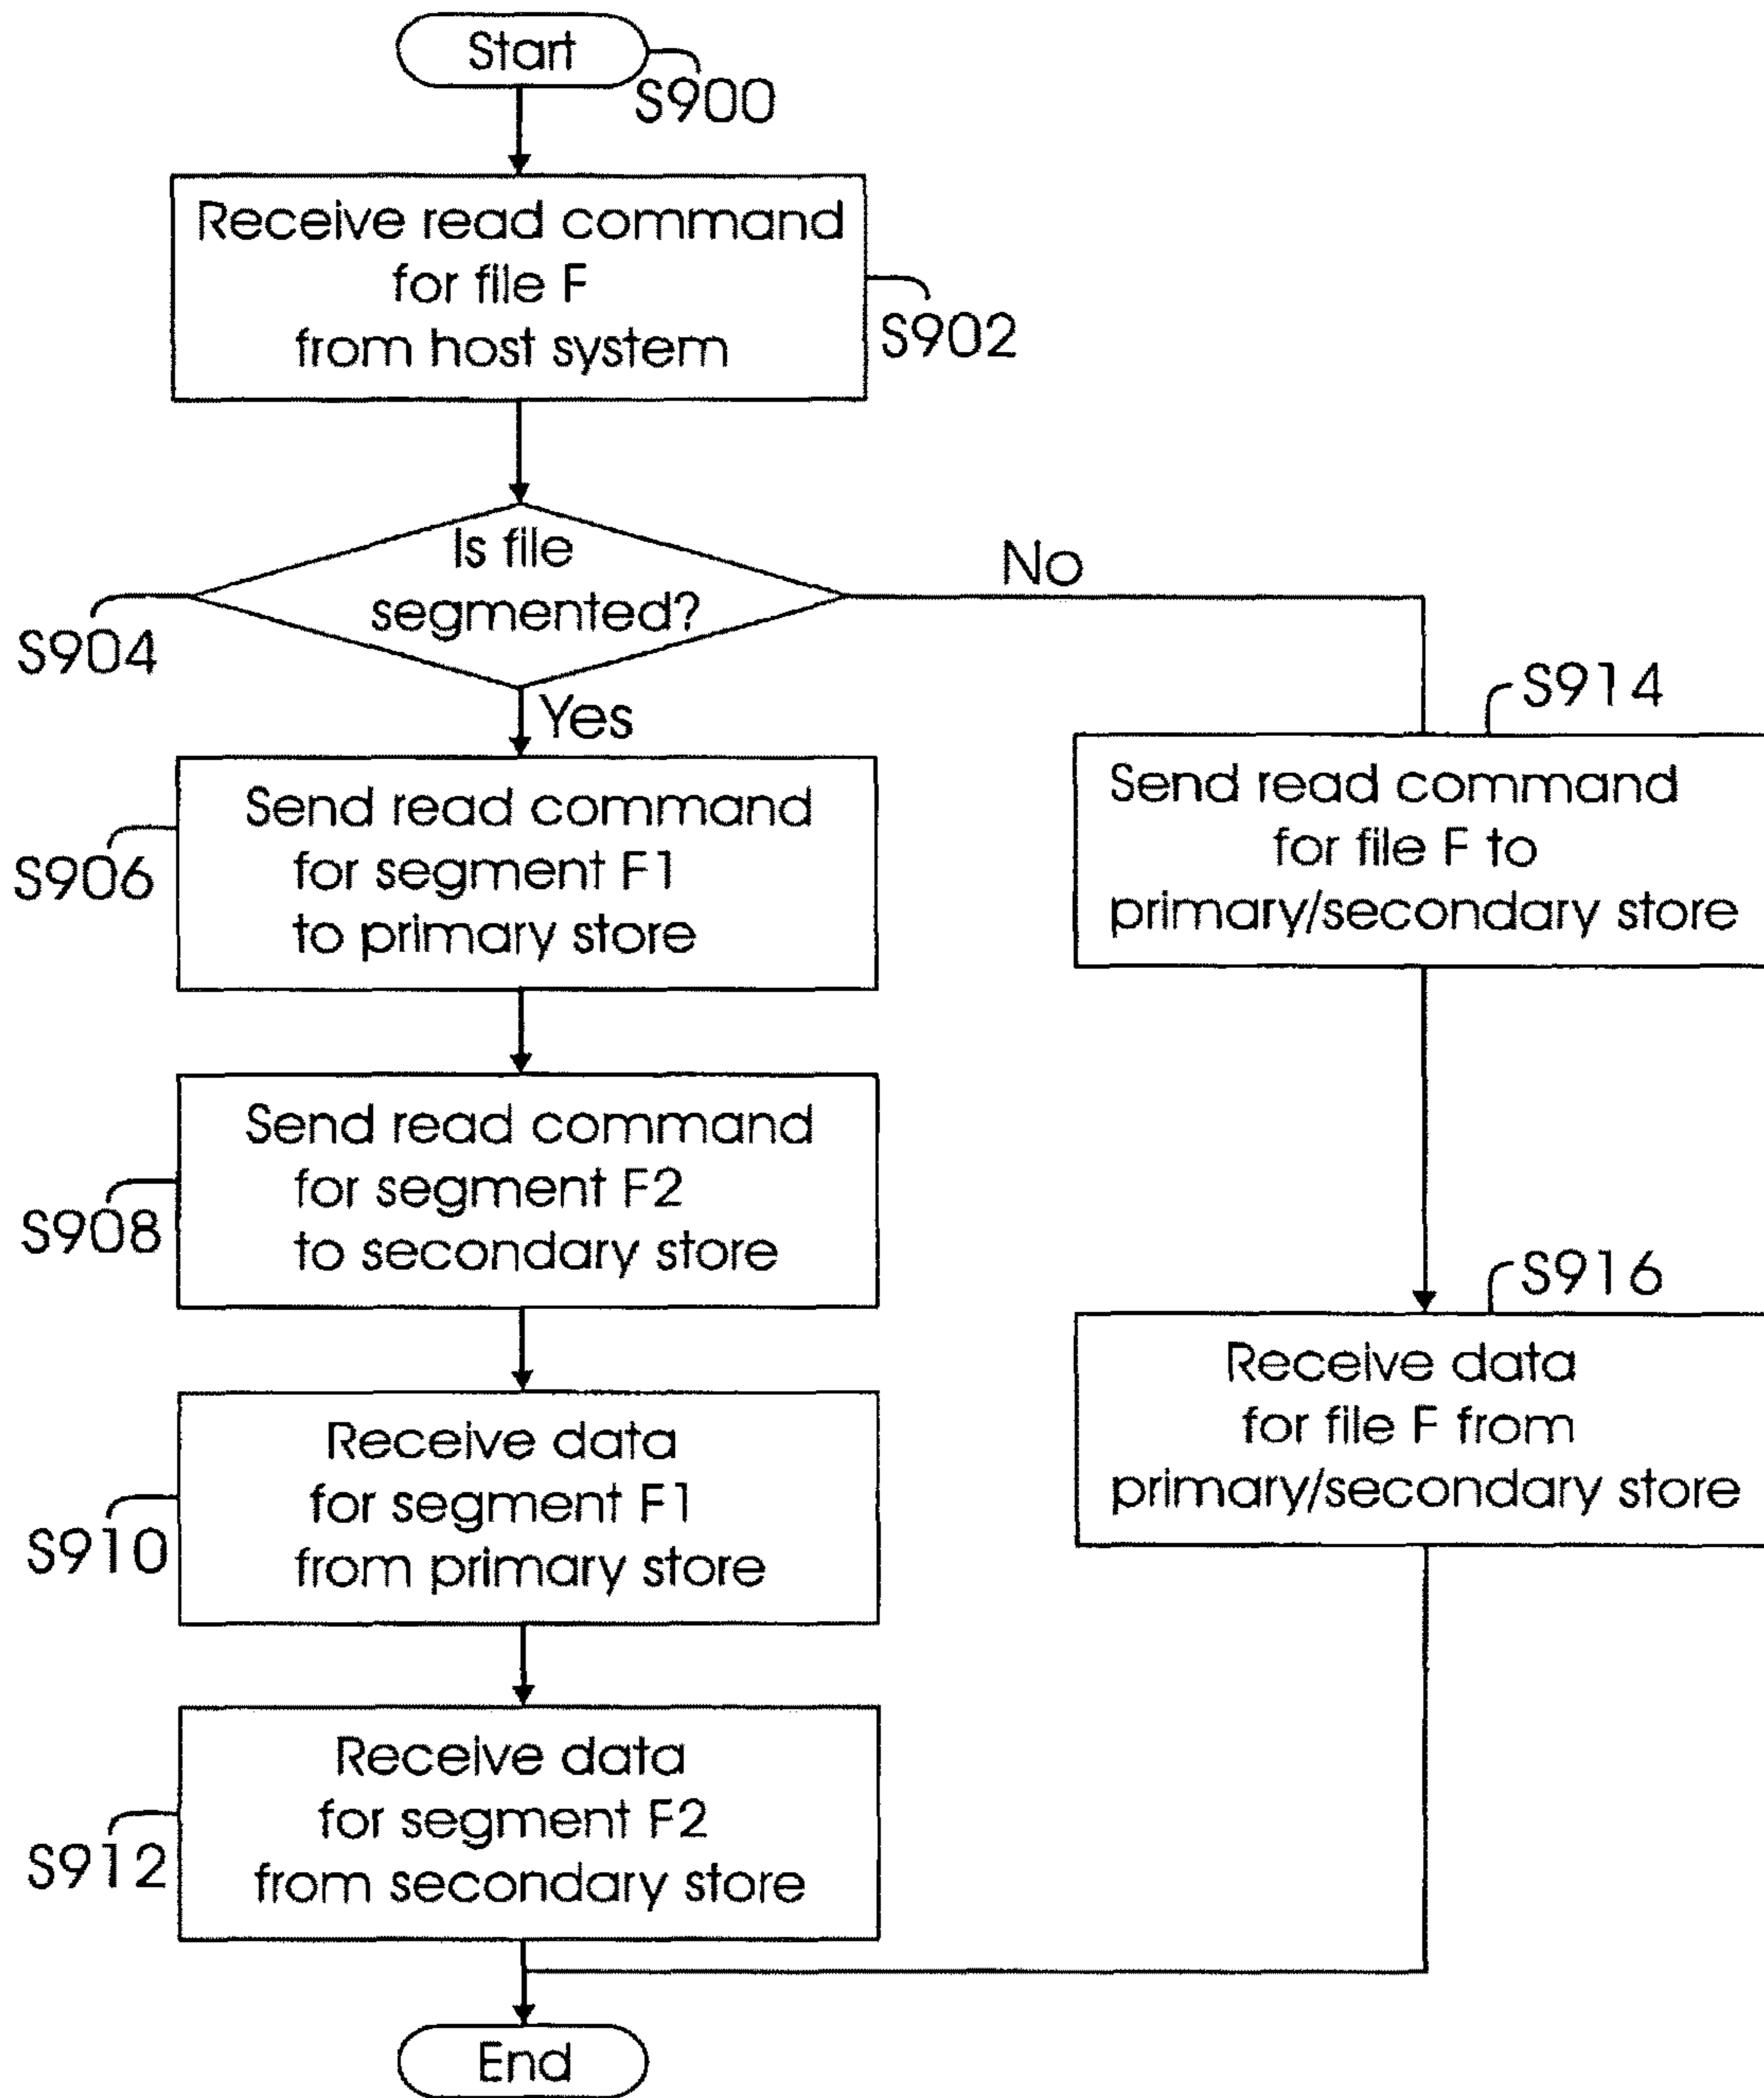 Start
S900
Receive read command
for file F
from host system
S902
Is file
segmented?
S904
No
Yes
Send read command
for segment F1
to primary store
S906
S914
Send read command
for file F to
primary/secondary store
Send read command
for segment F2
to secondary store
S908
S916
Receive data
for file F from
primary/secondary store
Receive data
for segment F1
from primary store
S910
Receive data
for segment F2
from secondary store
S912
End